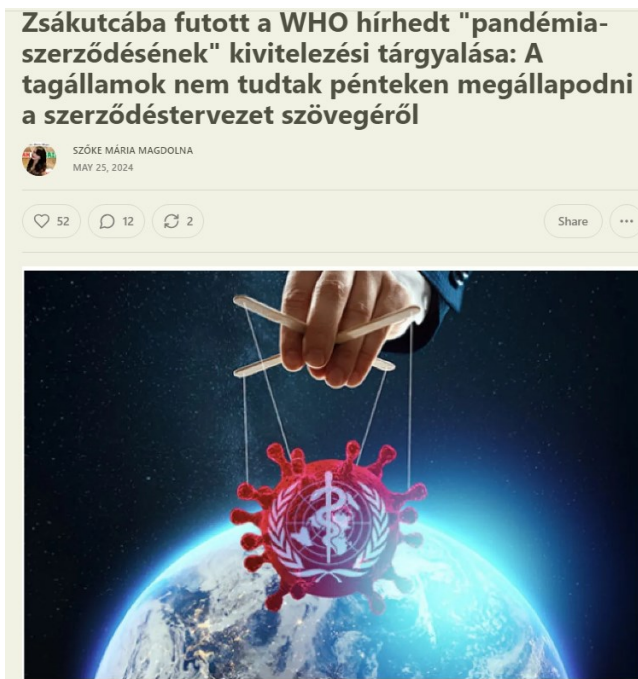 Zsákutcába futott a WHO hírhedt "pandémia-
szerződésének" kivitelezési tárgyalása: A
tagállamok nem tudtak pénteken megállapodni
a szerződéstervezet szövegéről
SZŐKE MÁRIA MAGDOLNA
MAY 25, 2024
52 12 2 Share